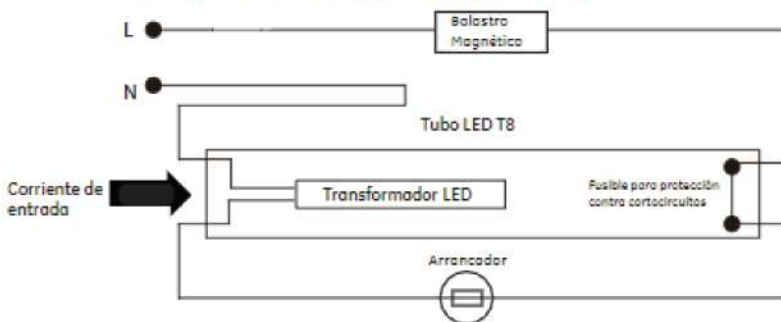 L
Balastro
Magnético
N
Tubo LED T8
Corriente de
entrada
Transformador LED
Fusible para protección
contra cortocircuitos
Arrancador